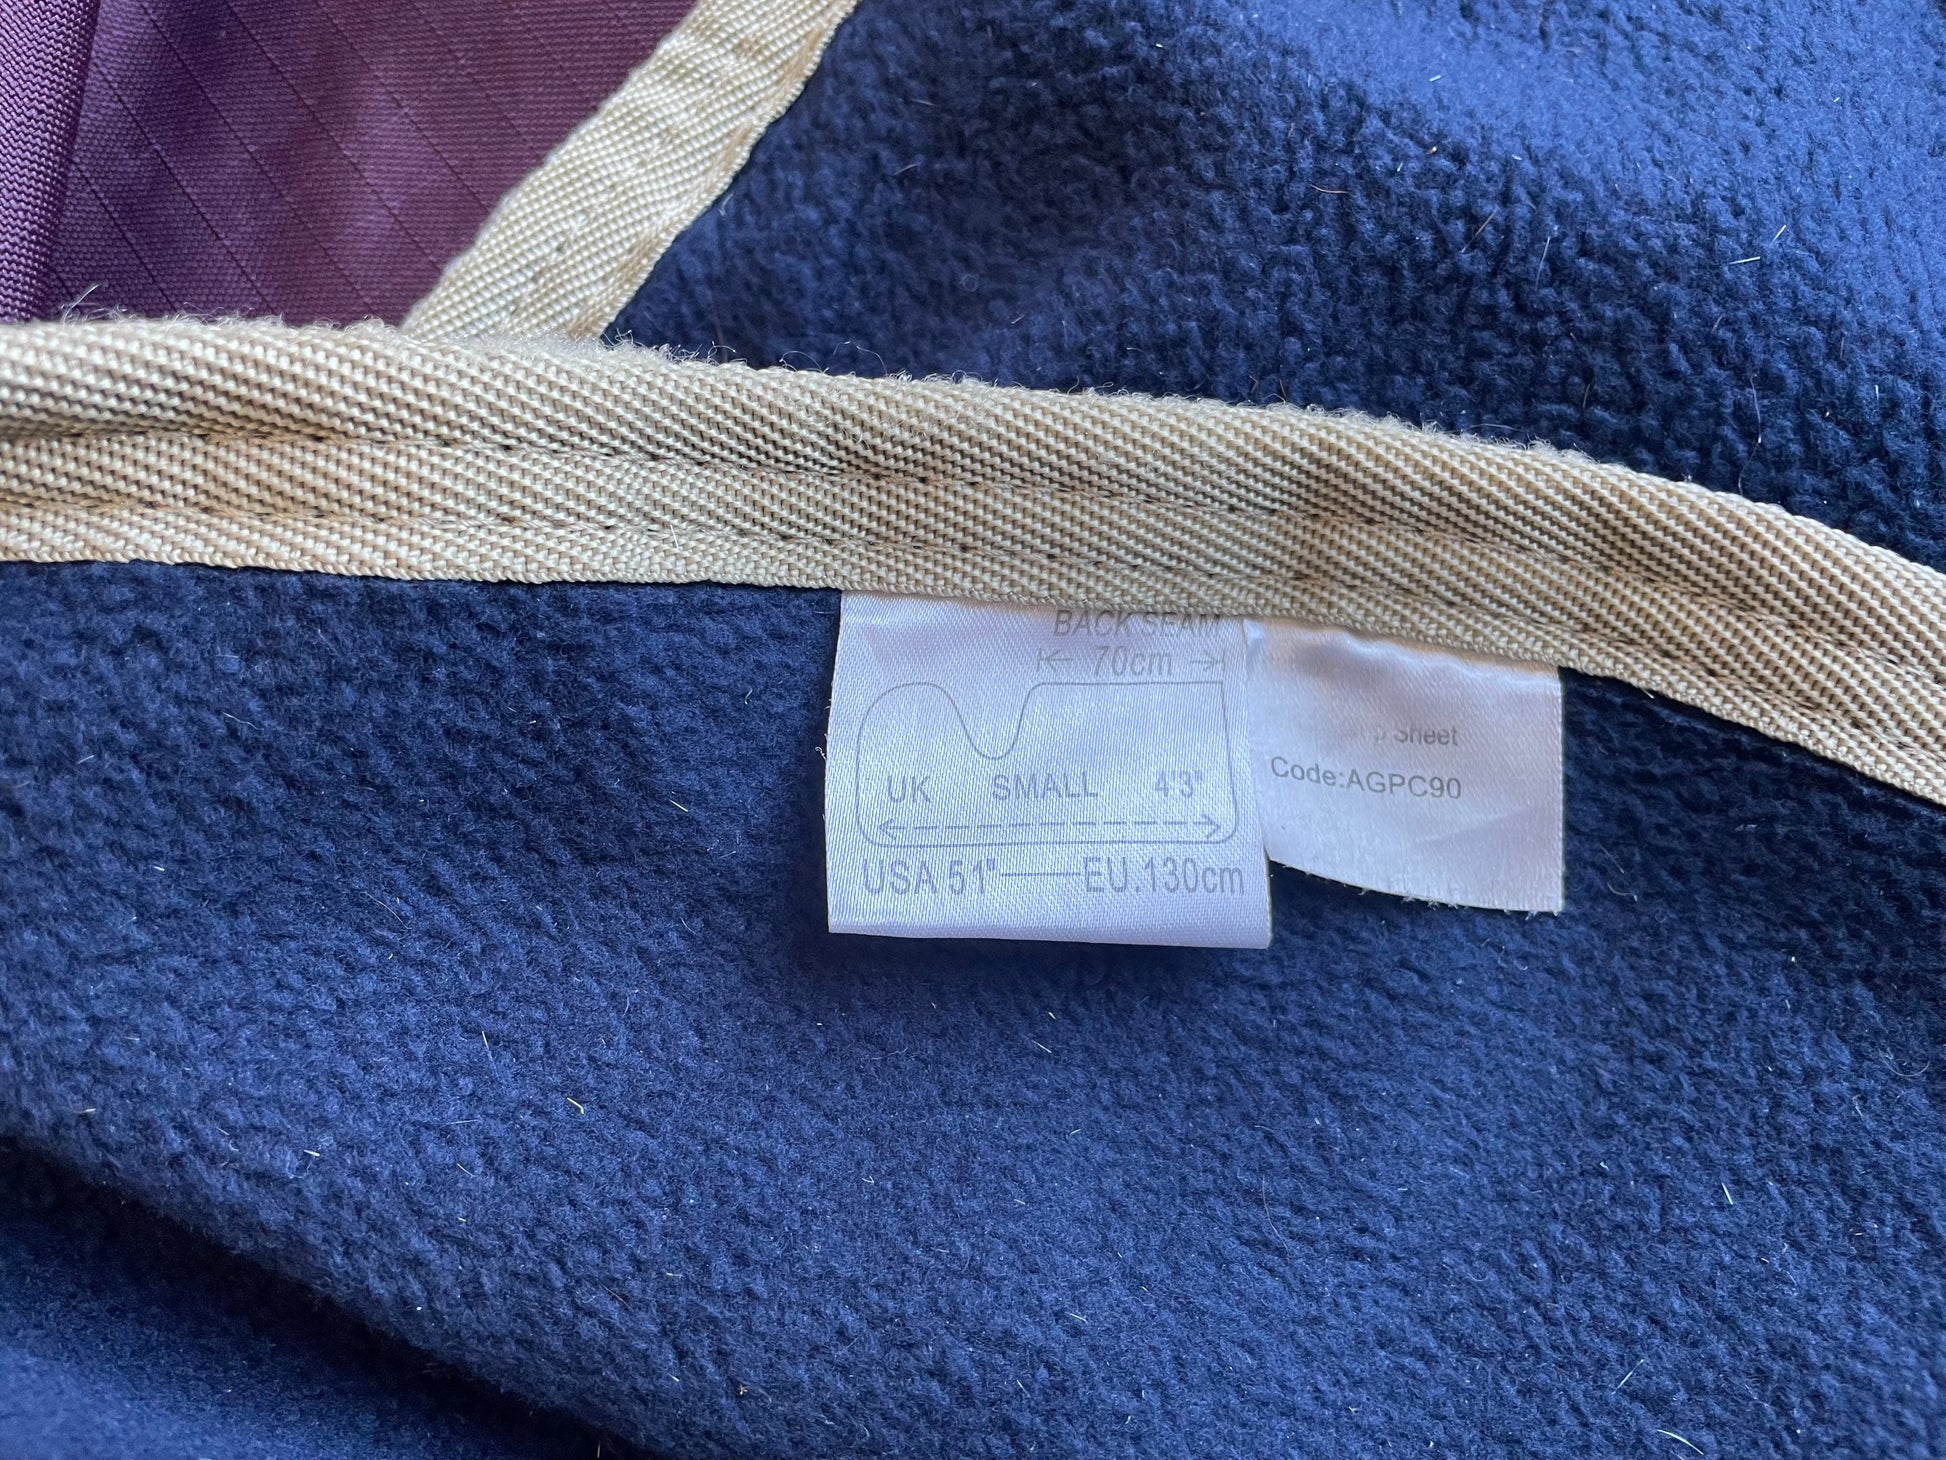 BACK SEAM
70cm
UK SMALL 4'3"
USA 51" EU.130cm
Sheet
Code:AGPC90